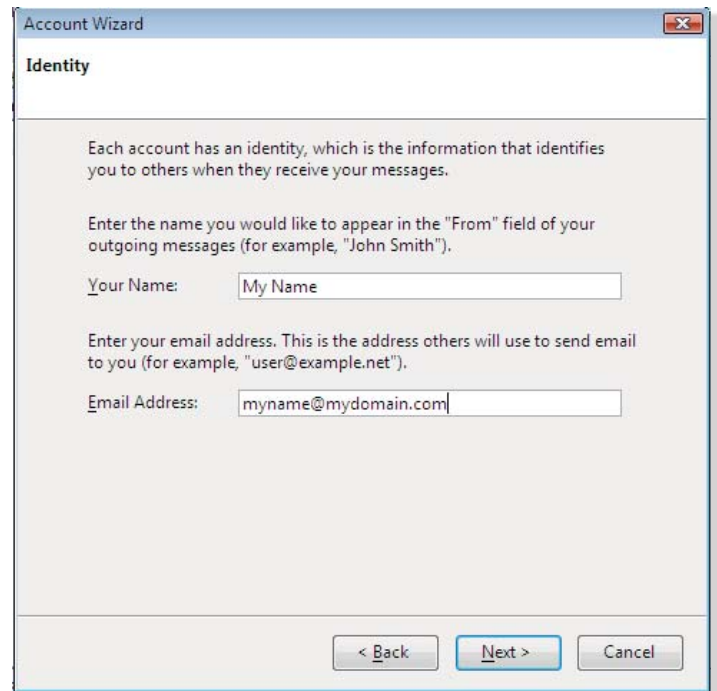 Account Wizard
Identity
Each account has an identity, which is the information that identifies
you to others when they receive your messages.
Enter the name you would like to appear in the "From" field of your
outgoing messages (for example, "John Smith").
Your Name: My Name
Enter your email address. This is the address others will use to send email
to you (for example, "user@example.net").
Email Address: myname@mydomain.com
< Back Next > Cancel